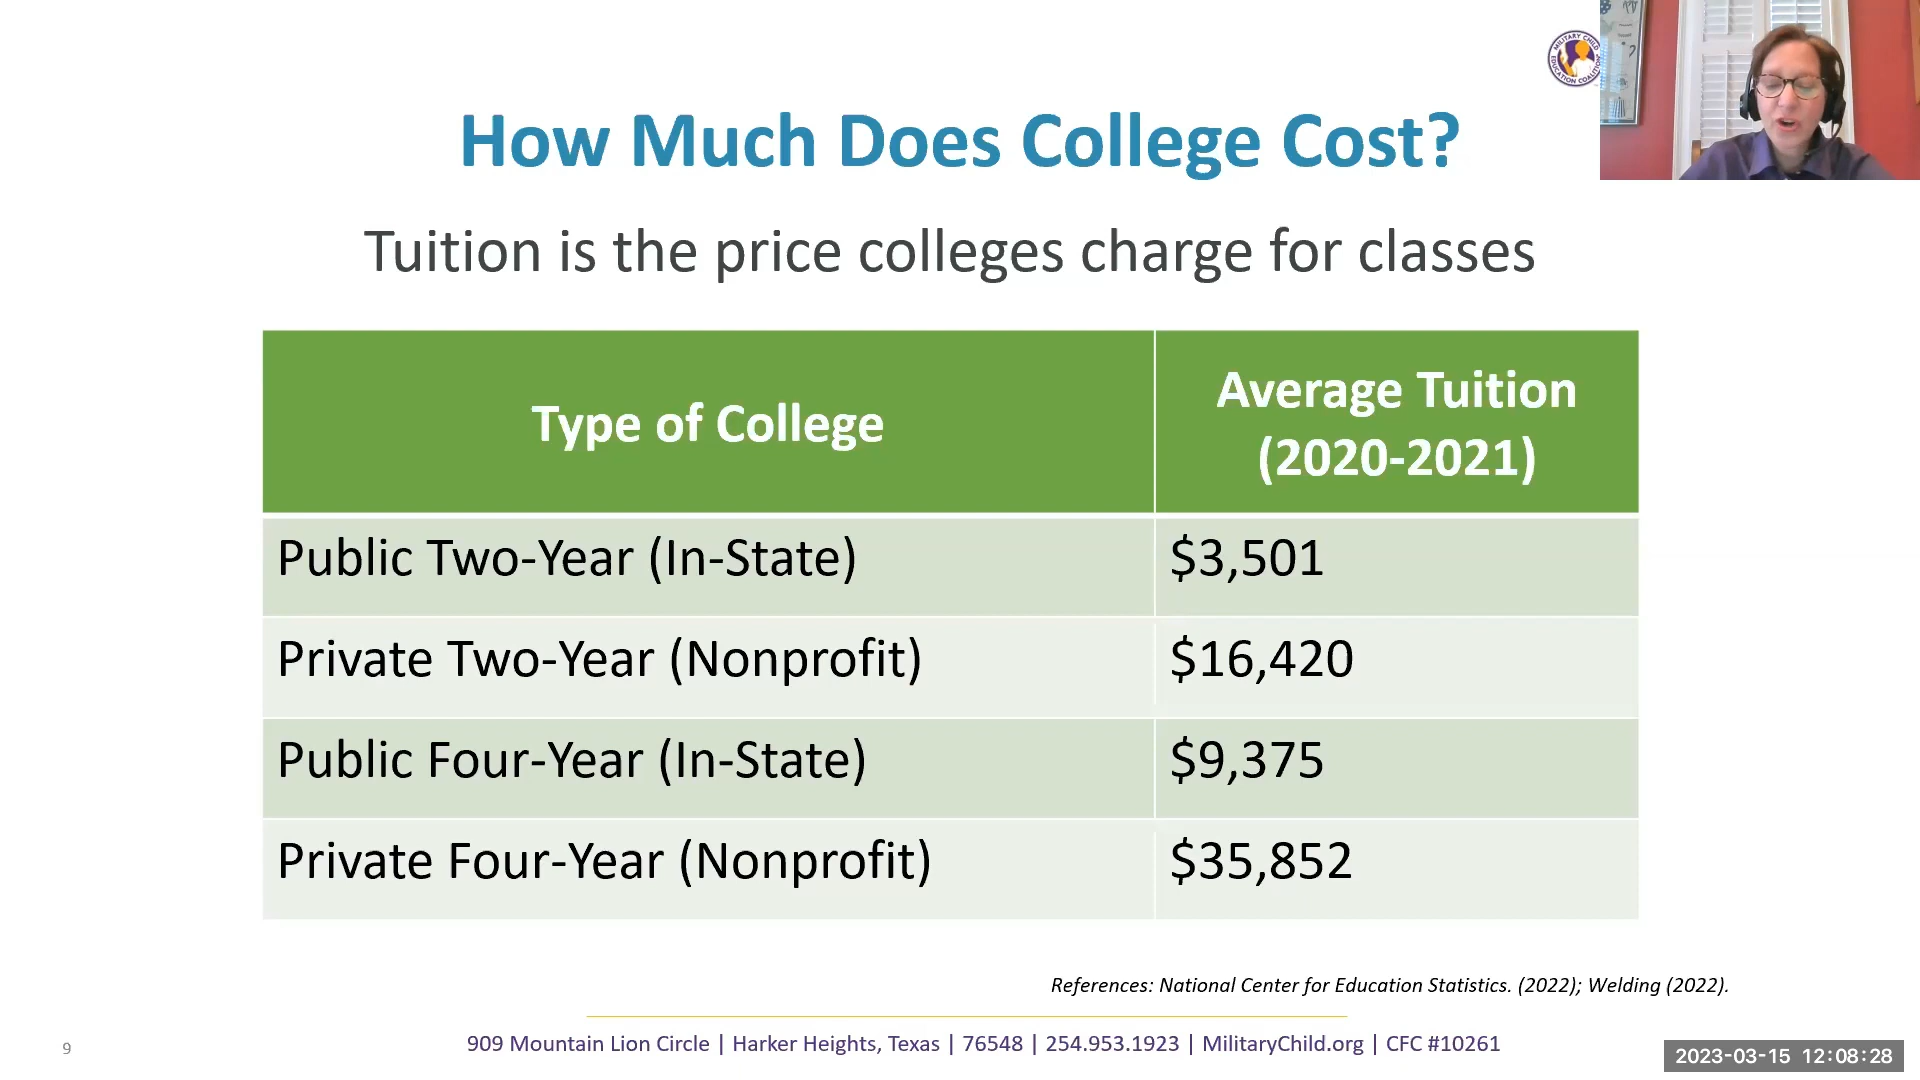 MILITARY CHILD
EDUCATION COALITION
How Much Does College Cost?
Tuition is the price colleges charge for classes
Type of College
Average Tuition
(2020-2021)
Public Two-Year (In-State)
$3,501
Private Two-Year (Nonprofit)
$16,420
Public Four-Year (In-State)
$9,375
Private Four-Year (Nonprofit)
$35,852
References: National Center for Education Statistics. (2022); Welding (2022).
9
909 Mountain Lion Circle | Harker Heights, Texas | 76548 | 254.953.1923 | MilitaryChild.org | CFC #10261
2023-03-15 12:08:28